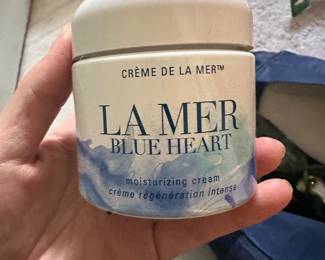 CRÈME DE LA MER™
LA MER
BLUE HEART
moisturizing cream
crème régénération intense